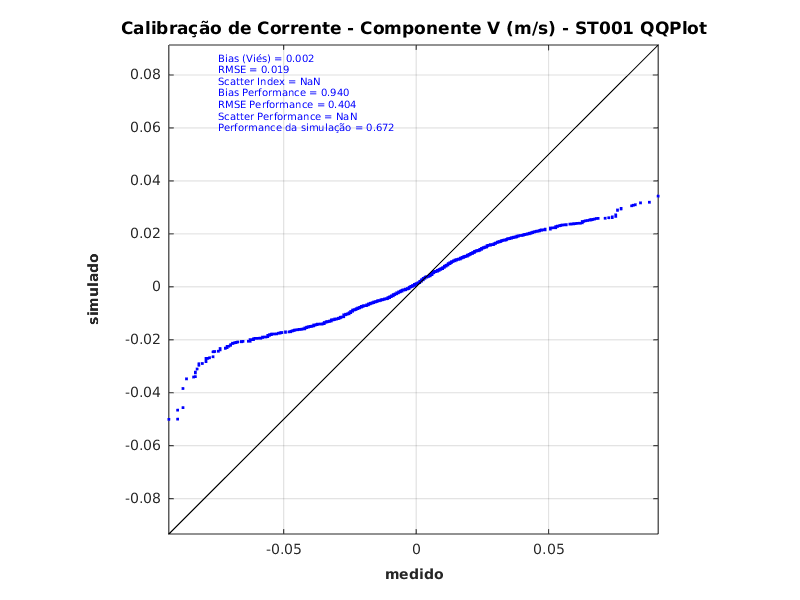 Calibração de Corrente - Componente V (m/s) - ST001 QQPlot
Bias (Viés) = 0.002
RMSE = 0.019
Scatter Index = NaN
Bias Performance = 0.940
RMSE Performance = 0.404
Scatter Performance = NaN
Performance da simulação = 0.672
0.08
0.06
0.04
0.02
0
-0.02
-0.04
-0.06
-0.08
simulado
-0.05
0
0.05
medido